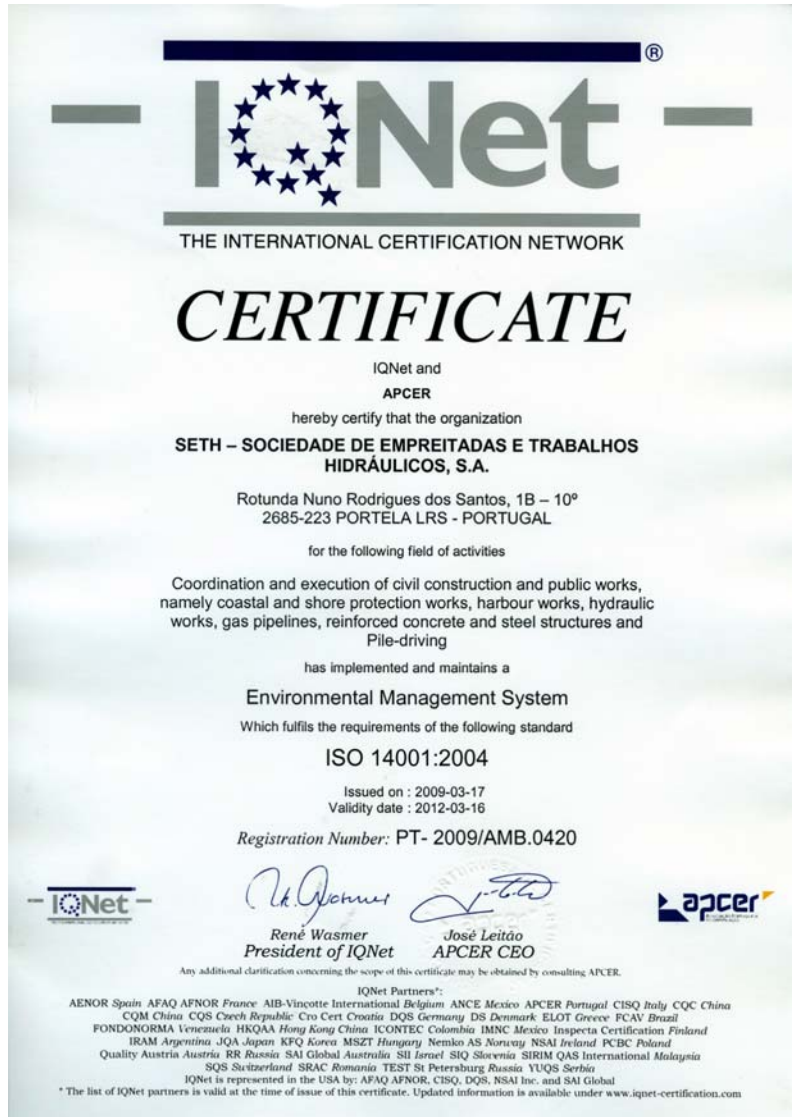 IQNet ®
THE INTERNATIONAL CERTIFICATION NETWORK
CERTIFICATE
IQNet and
APCER
hereby certify that the organization
SETH – SOCIEDADE DE EMPREITADAS E TRABALHOS
HIDRÁULICOS, S.A.
Rotunda Nuno Rodrigues dos Santos, 1B – 10º
2685-223 PORTELA LRS - PORTUGAL
for the following field of activities
Coordination and execution of civil construction and public works,
namely coastal and shore protection works, harbour works, hydraulic
works, gas pipelines, reinforced concrete and steel structures and
Pile-driving
has implemented and maintains a
Environmental Management System
Which fulfils the requirements of the following standard
ISO 14001:2004
Issued on : 2009-03-17
Validity date : 2012-03-16
Registration Number: PT- 2009/AMB.0420
IQNet
apcer
René Wasmer
José Leitão
President of IQNet
APCER CEO
Any additional clarification concerning the scope of this certificate may be obtained by consulting APCER.
IQNet Partners*:
AENOR Spain AFAQ AFNOR France AIB-Vinçotte International Belgium ANCE Mexico APCER Portugal CISQ Italy CQC China
CQM China CQS Czech Republic Cro Cert Croatia DQS Germany DS Denmark ELOT Greece FCAV Brazil
FONDONORMA Venezuela HKQAA Hong Kong China ICONTEC Colombia IMNC Mexico Inspecta Certification Finland
IRAM Argentina JQA Japan KFQ Korea MSZT Hungary Nemko AS Norway NSAI Ireland PCBC Poland
Quality Austria Austria RR Russia SAI Global Australia SII Israel SIQ Slovenia SIRIM QAS International Malaysia
SQS Switzerland SRAC Romania TEST St Petersburg Russia YUQS Serbia
IQNet is represented in the USA by: AFAQ AFNOR, CISQ, DQS, NSAI Inc. and SAI Global
* The list of IQNet partners is valid at the time of issue of this certificate. Updated information is available under www.iqnet-certification.com